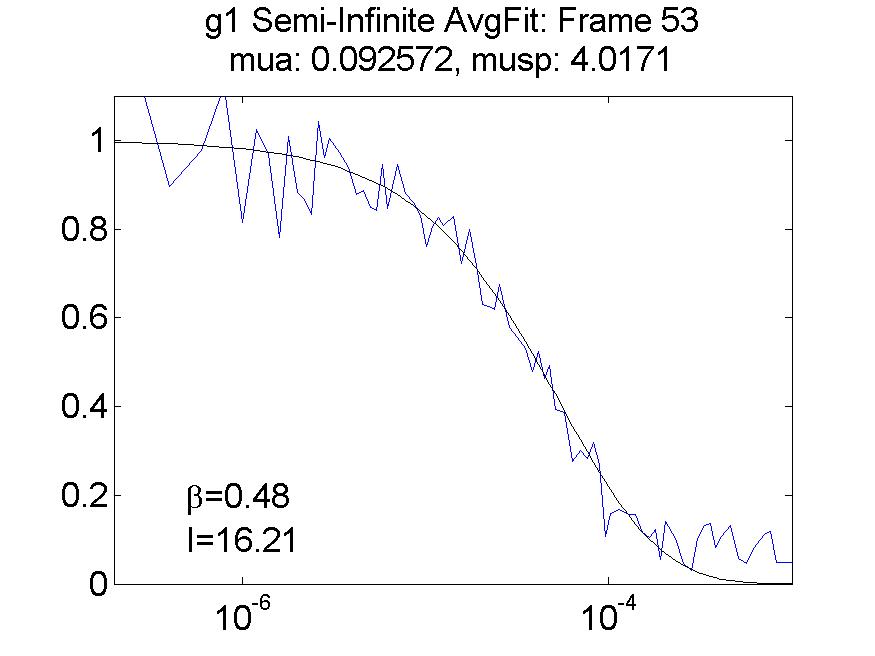 g1 Semi-Infinite AvgFit: Frame 53
mua: 0.092572, musp: 4.0171
1
0.8
0.6
0.4
0.2
0
β=0.48
I=16.21
10^-6
10^-4